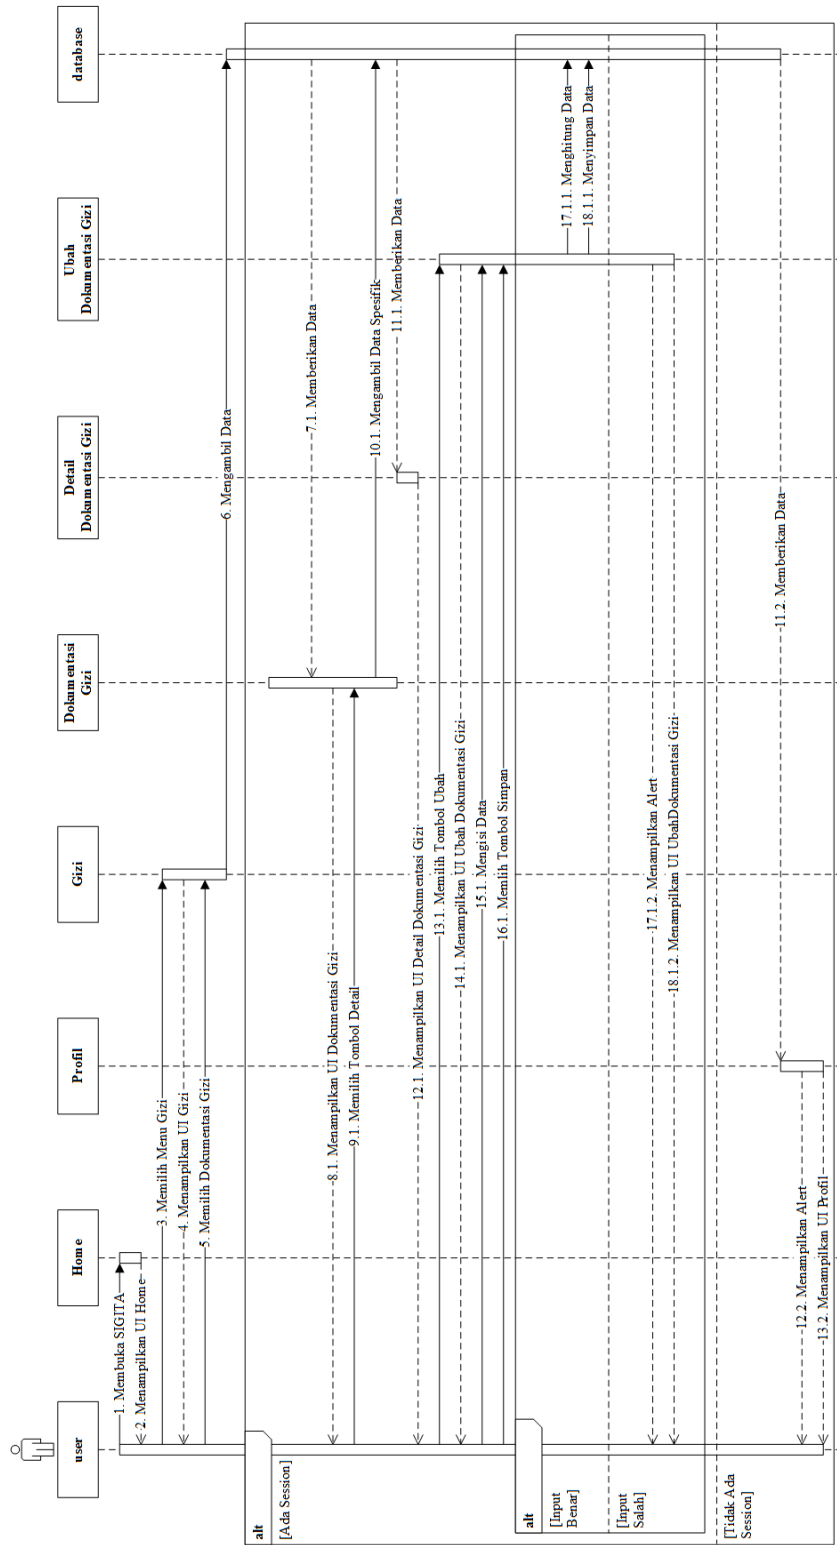 user
Home
Profil
Gizi
Dokumentasi
Gizi
Detail
Dokumentasi Gizi
Ubah
Dokumentasi Gizi
database
1. Membuka SIGITA
2. Menampilkan UI Home
3. Memilih Menu Gizi
4. Menampilkan UI Gizi
5. Memilih Dokumentasi Gizi
6. Mengambil Data
alt
[Ada Session]
7.1. Memberikan Data
8.1. Menampilkan UI Dokumentasi Gizi
9.1. Memilih Tombol Detail
10.1. Mengambil Data Spesifik
11.1. Memberikan Data
12.1. Menampilkan UI Detail Dokumentasi Gizi
13.1. Memilih Tombol Ubah
14.1. Menampilkan UI Ubah Dokumentasi Gizi
15.1. Mengisi Data
16.1. Memlih Tombol Simpan
alt
[Input
Benar]
17.1.1. Menghitung Data
18.1.1. Menyimpan Data
[Input
Salah]
17.1.2. Menampilkan Alert
18.1.2. Menampilkan UI UbahDokumentasi Gizi
[Tidak Ada
Session]
11.2. Memberikan Data
12.2. Menampilkan Alert
13.2. Menampilkan UI Profil